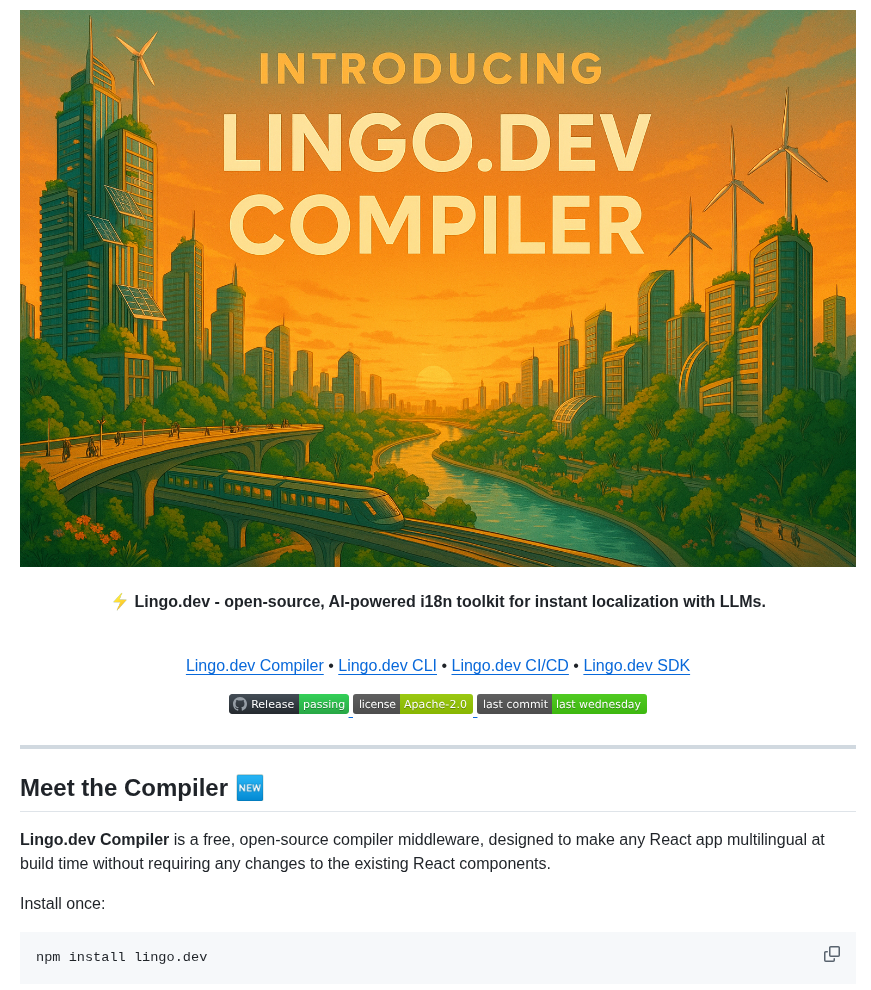 INTRODUCING
LINGO.DEV
COMPILER
⚡ Lingo.dev - open-source, AI-powered i18n toolkit for instant localization with LLMs.
Lingo.dev Compiler • Lingo.dev CLI • Lingo.dev CI/CD • Lingo.dev SDK
Release passing license Apache-2.0 last commit last wednesday
Meet the Compiler 🆕
Lingo.dev Compiler is a free, open-source compiler middleware, designed to make any React app multilingual at
build time without requiring any changes to the existing React components.
Install once:
npm install lingo.dev